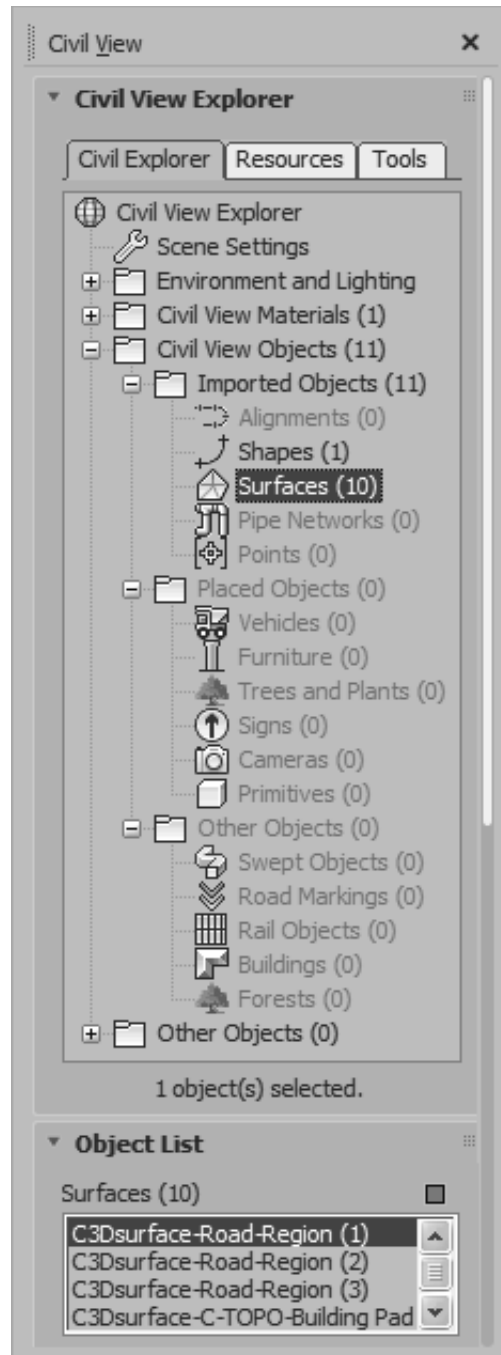 Civil View
Civil View Explorer
Civil Explorer Resources Tools
Civil View Explorer
Scene Settings
Environment and Lighting
Civil View Materials (1)
Civil View Objects (11)
Imported Objects (11)
Alignments (0)
Shapes (1)
Surfaces (10)
Pipe Networks (0)
Points (0)
Placed Objects (0)
Vehicles (0)
Furniture (0)
Trees and Plants (0)
Signs (0)
Cameras (0)
Primitives (0)
Other Objects (0)
Swept Objects (0)
Road Markings (0)
Rail Objects (0)
Buildings (0)
Forests (0)
Other Objects (0)
1 object(s) selected.
Object List
Surfaces (10)
C3Dsurface-Road-Region (1)
C3Dsurface-Road-Region (2)
C3Dsurface-Road-Region (3)
C3Dsurface-C-TOPO-Building Pad